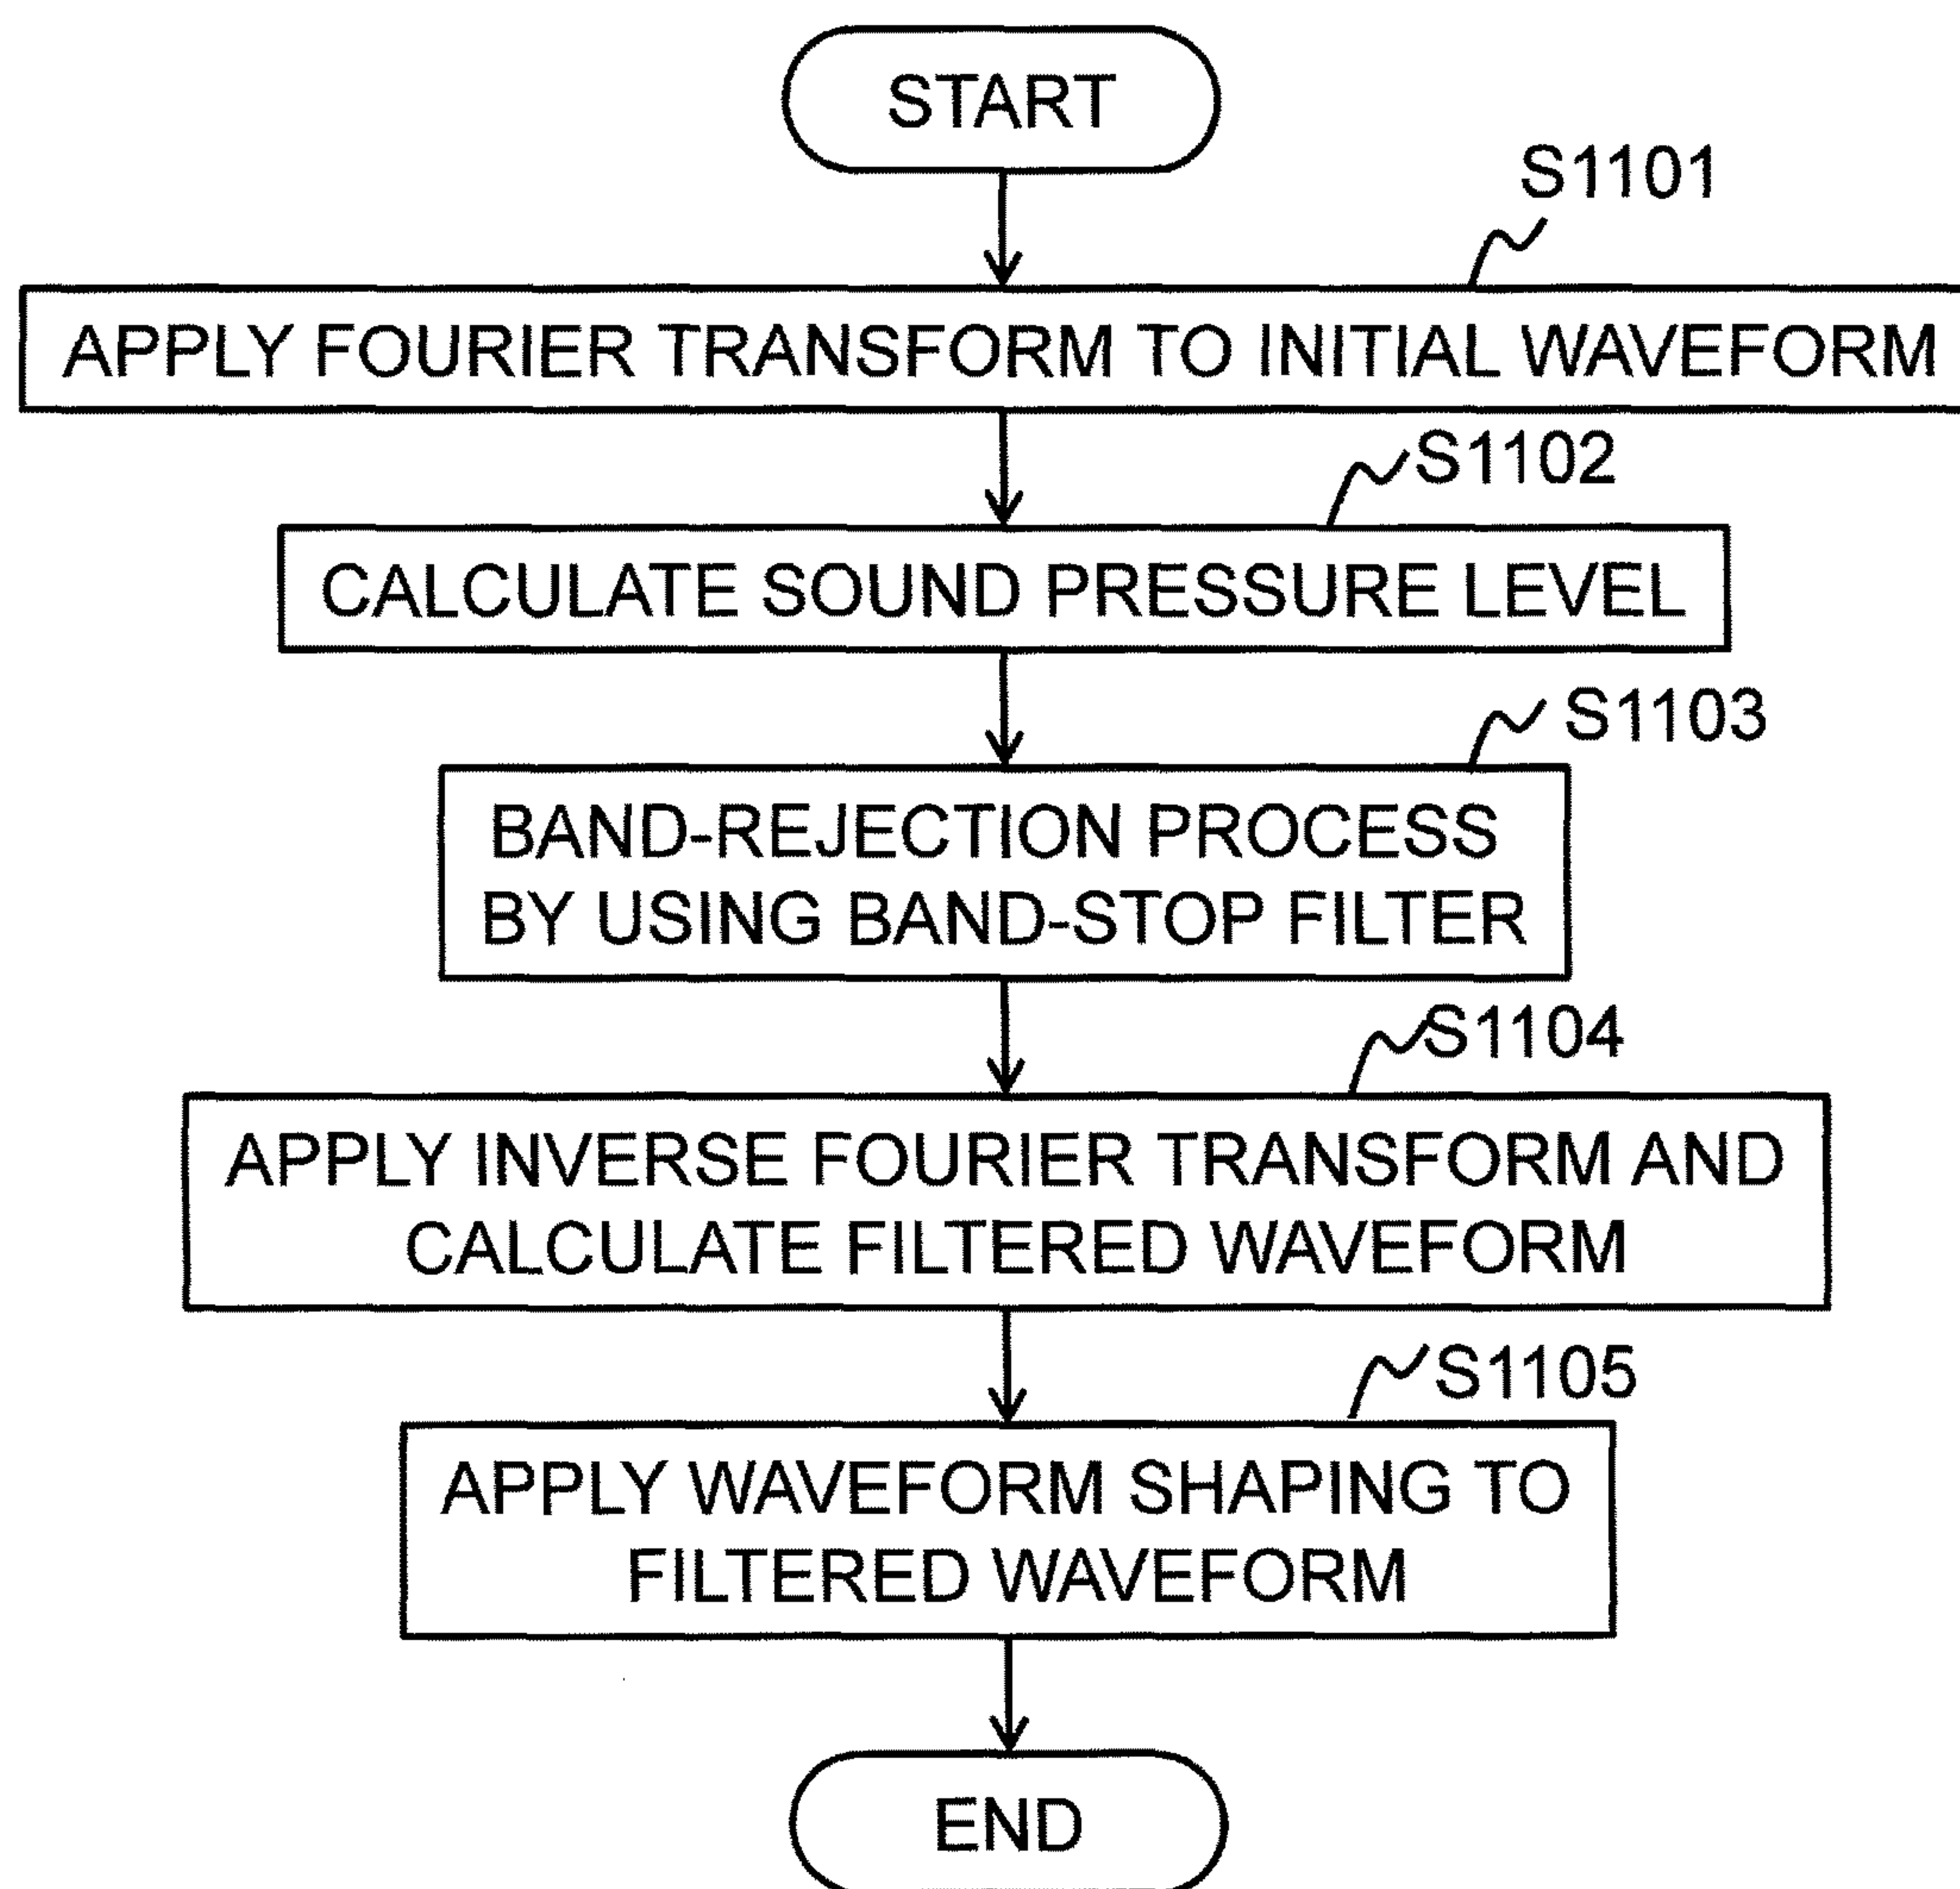 START
S1101
APPLY FOURIER TRANSFORM TO INITIAL WAVEFORM
S1102
CALCULATE SOUND PRESSURE LEVEL
S1103
BAND-REJECTION PROCESS
BY USING BAND-STOP FILTER
S1104
APPLY INVERSE FOURIER TRANSFORM AND
CALCULATE FILTERED WAVEFORM
S1105
APPLY WAVEFORM SHAPING TO
FILTERED WAVEFORM
END